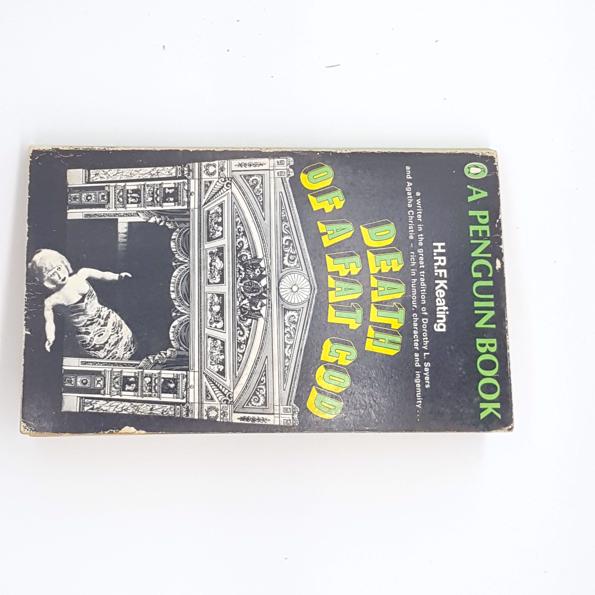 A PENGUIN BOOK
H.R.F. Keating
a writer in the great tradition of Dorothy L. Sayers
and Agatha Christie – rich in humour, character and ingenuity...
DEATH
OF A FAT GOD